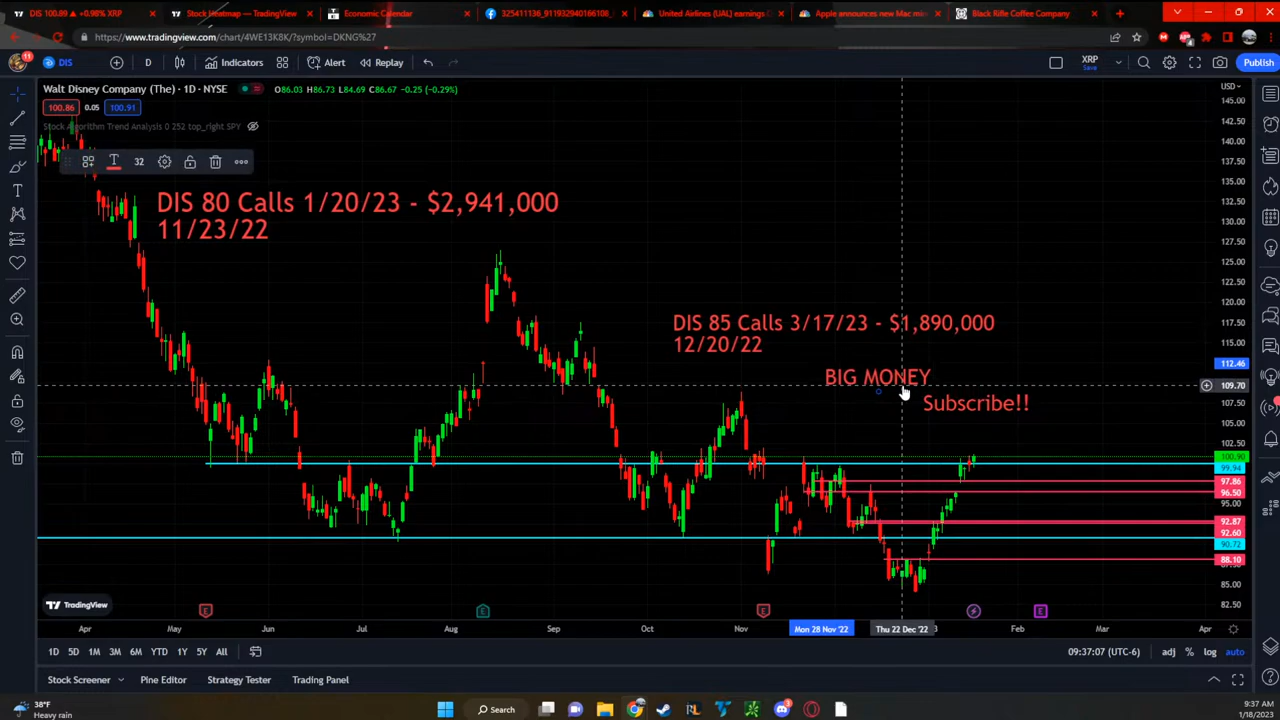 DIS 100.89 ▲ +0.98% XRP
Stock Heatmap — TradingView
Economic Calendar
325411136_911932940166108_
United Airlines (UAL) earnings
Apple announces new Mac mini
Black Rifle Coffee Company
https://www.tradingview.com/chart/4WE13K8K/?symbol=DKNG%27
11
DIS
D
Indicators
Alert
Replay
XRP
Save
Publish
Walt Disney Company (The) · 1D · NYSE
O86.03 H86.73 L84.69 C86.67 -0.25 (-0.29%)
USD
100.86
0.05
100.91
Stock Algorithm Trend Analysis 0 252 top_right SPY
32
DIS 80 Calls 1/20/23 - $2,941,000
11/23/22
DIS 85 Calls 3/17/23 - $1,890,000
12/20/22
BIG MONEY
Subscribe!!
145.00
142.50
140.00
137.50
135.00
132.50
130.00
127.50
125.00
122.50
120.00
117.50
115.00
112.46
109.70
107.50
105.00
102.50
100.90
99.94
97.86
96.50
92.87
92.60
90.72
88.10
85.00
82.50
TradingView
E
E
E
E
Apr
May
Jun
Jul
Aug
Sep
Oct
Nov
Mon 28 Nov '22
Thu 22 Dec '22
Feb
Mar
Apr
1D 5D 1M 3M 6M YTD 1Y 5Y All
09:37:07 (UTC-6)
adj % log auto
Stock Screener
Pine Editor
Strategy Tester
Trading Panel
38°F
Heavy rain
Search
9:37 AM
1/18/2023